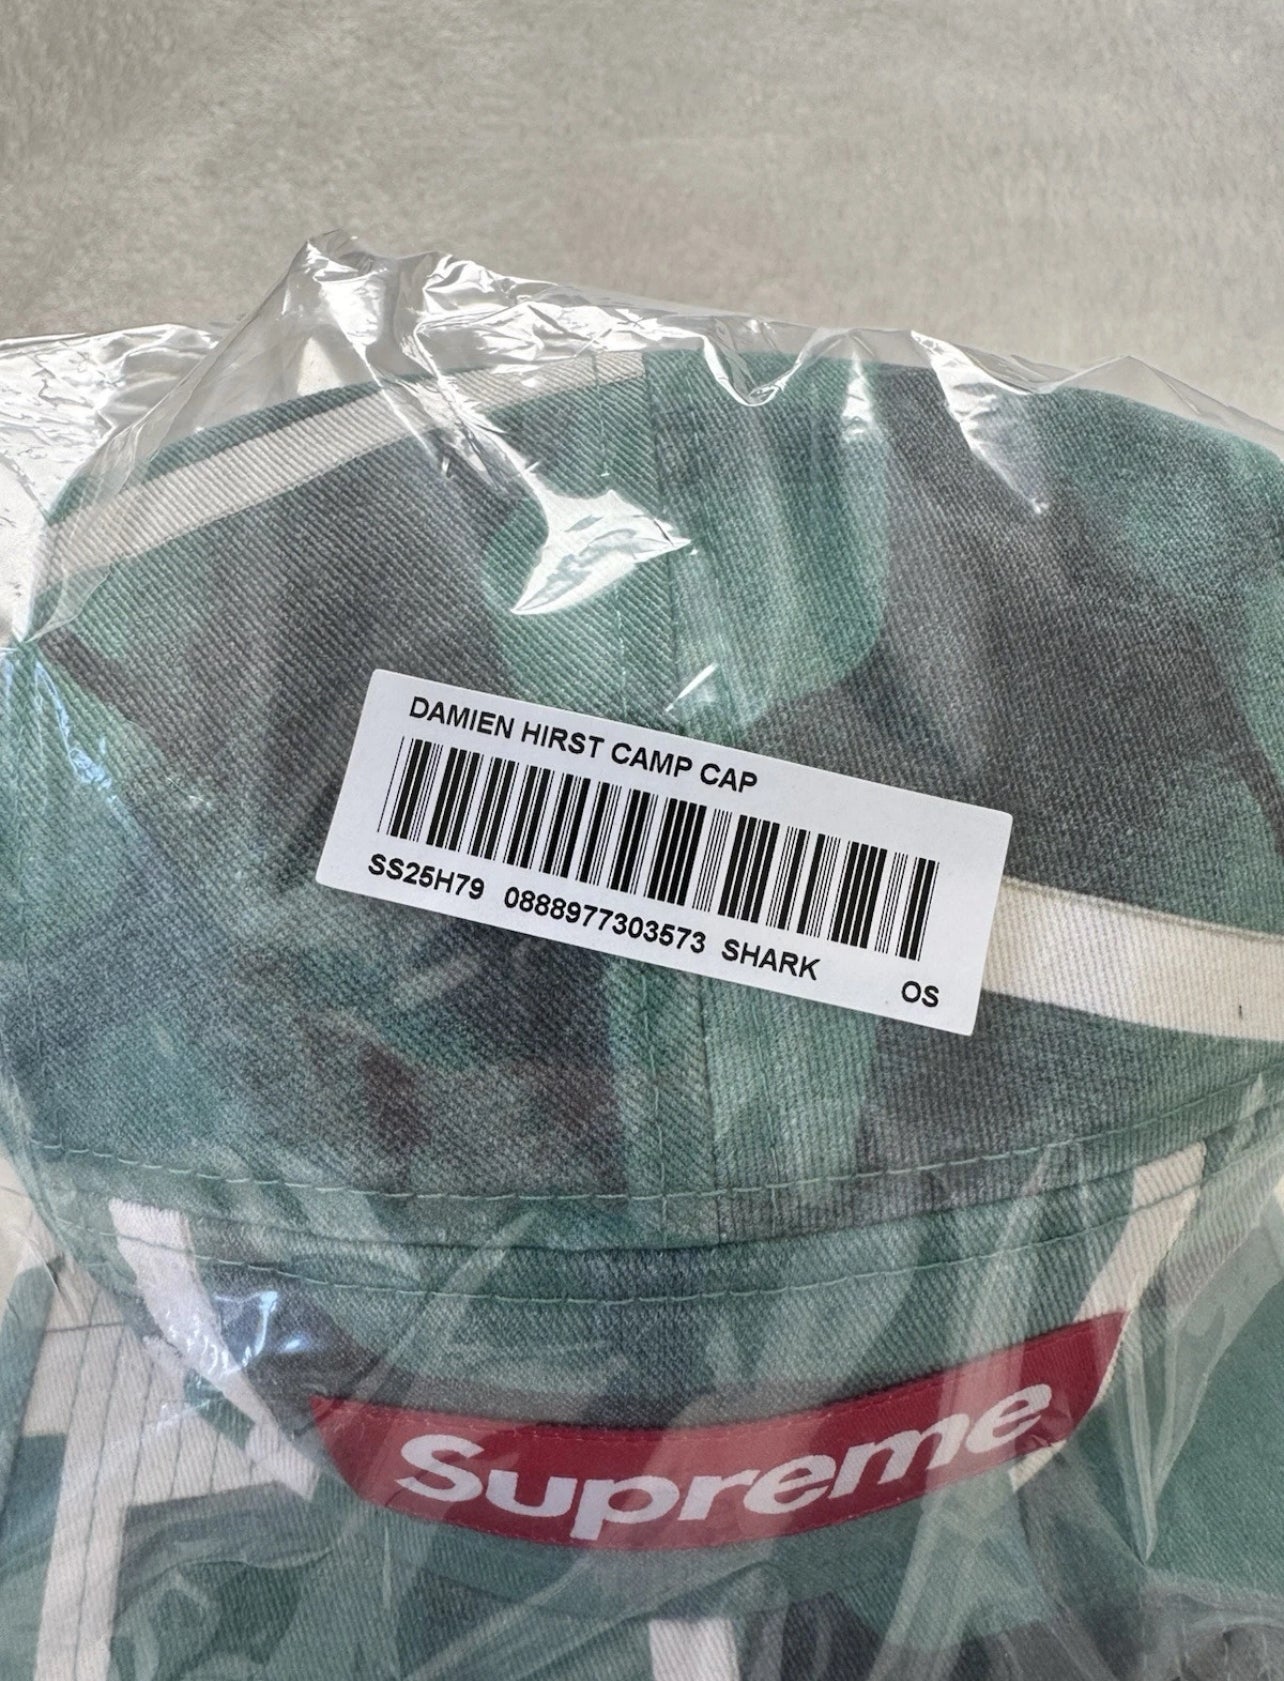 DAMIEN HIRST CAMP CAP
SS25H79 0888977303573 SHARK
OS
Supreme